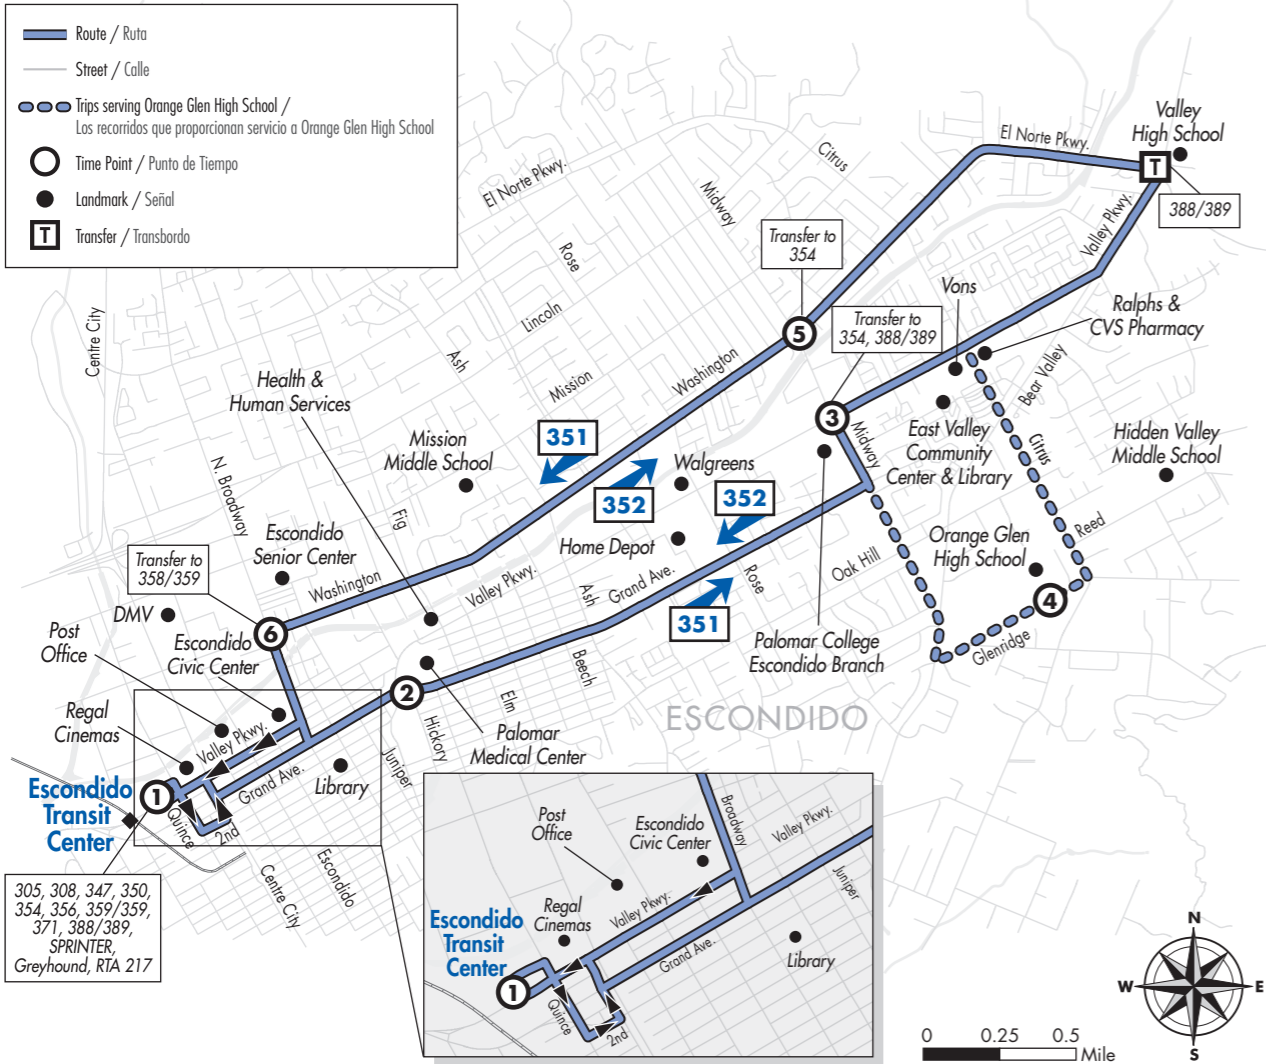 Route / Ruta
Street / Calle
Trips serving Orange Glen High School /
Los recorridos que proporcionan servicio a Orange Glen High School
Time Point / Punto de Tiempo
Landmark / Señal
T Transfer / Transbordo
Valley
High School
El Norte Pkwy.
T
388/389
Valley Pkwy.
Citrus
Midway
El Norte Pkwy.
Rose
Transfer to
354
5
Vons
Ralphs &
CVS Pharmacy
Lincoln
Centre City
Transfer to
354, 388/389
Ash
Mission
Washington
Health &
Human Services
Bear Valley
3
Midway
East Valley
Community
Center & Library
Citrus
Hidden Valley
Middle School
Mission
Middle School
351
352
Walgreens
352
N. Broadway
Fig
Escondido
Senior Center
Home Depot
Orange Glen
High School
Reed
Transfer to
358/359
Washington
Valley Pkwy.
Ash
Grand Ave.
Rose
Oak Hill
4
DMV
Post
Office
6
Escondido
Civic Center
351
Palomar College
Escondido Branch
Glenridge
Beech
2
Elm
Hickory
Palomar
Medical Center
ESCONDIDO
Regal
Cinemas
Valley Pkwy.
Grand Ave.
Library
Juniper
Escondido
Transit
Center
1
Quince
2nd
Centre City
Escondido
305, 308, 347, 350,
354, 356, 359/359,
371, 388/389,
SPRINTER,
Greyhound, RTA 217
Post
Office
Escondido
Civic Center
Broadway
Valley Pkwy.
Juniper
Regal
Cinemas
Valley Pkwy.
Escondido
Transit
Center
1
Grand Ave.
Library
Quince
2nd
N
W
E
S
0 0.25 0.5
Mile